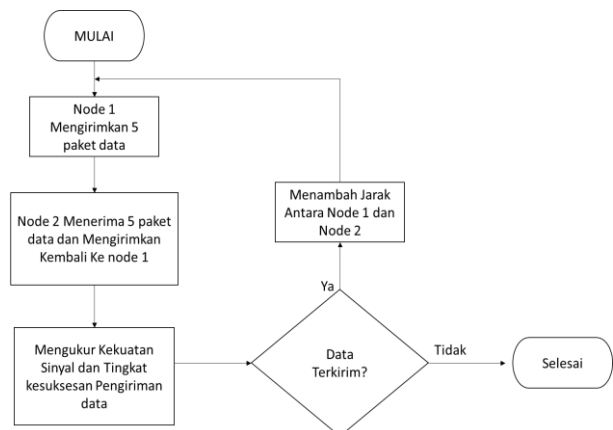 MULAI
Node 1
Mengirimkan 5
paket data
Node 2 Menerima 5 paket
data dan Mengirimkan
Kembali Ke node 1
Mengukur Kekuatan
Sinyal dan Tingkat
kesuksesan Pengiriman
data
Data
Terkirim?
Ya
Menambah Jarak
Antara Node 1 dan
Node 2
Tidak
Selesai